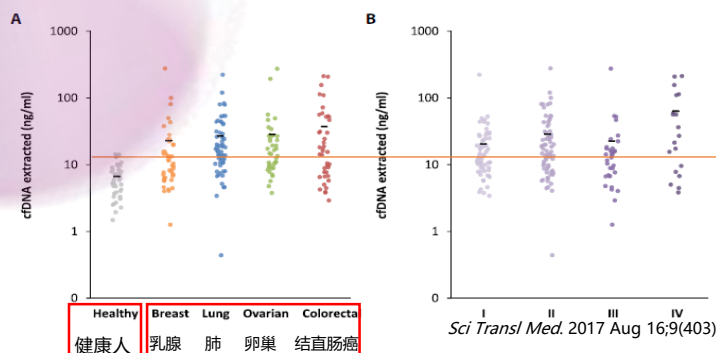 A
B
1000
100
10
1
0
cfDNA extracted (ng/ml)
Healthy Breast Lung Ovarian Colorecta
健康人 乳腺 肺 卵巢 结直肠癌
1000
100
10
1
0
cfDNA extracted (ng/ml)
I II III IV
Sci Transl Med. 2017 Aug 16;9(403)